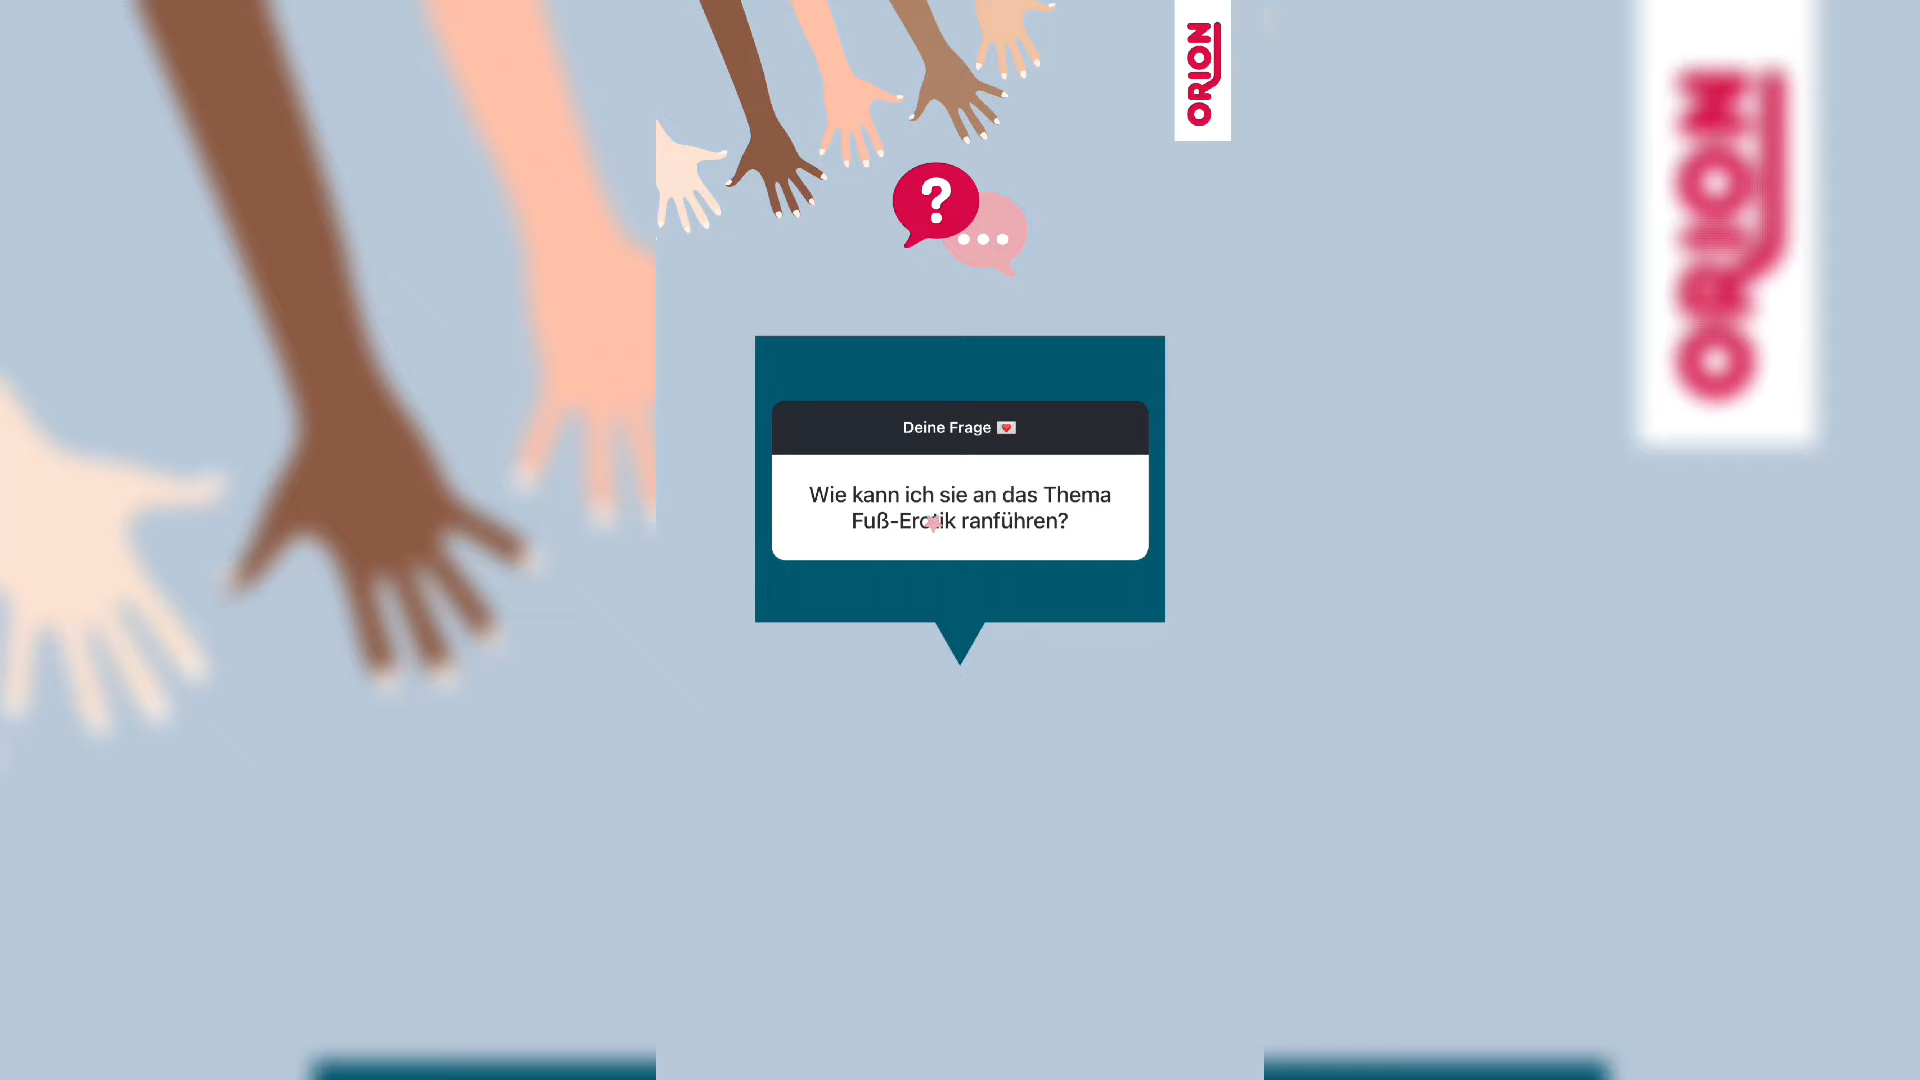 ORION
?
Deine Frage 💌
Wie kann ich sie an das Thema
Fuß-Erotik ranführen?
ORION